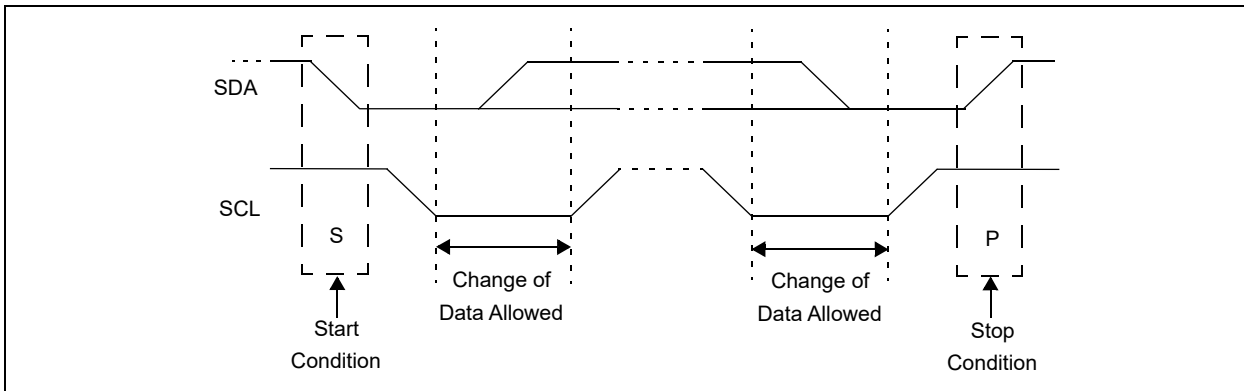 SDA
SCL
S
P
Change of
Data Allowed
Change of
Data Allowed
Start
Condition
Stop
Condition